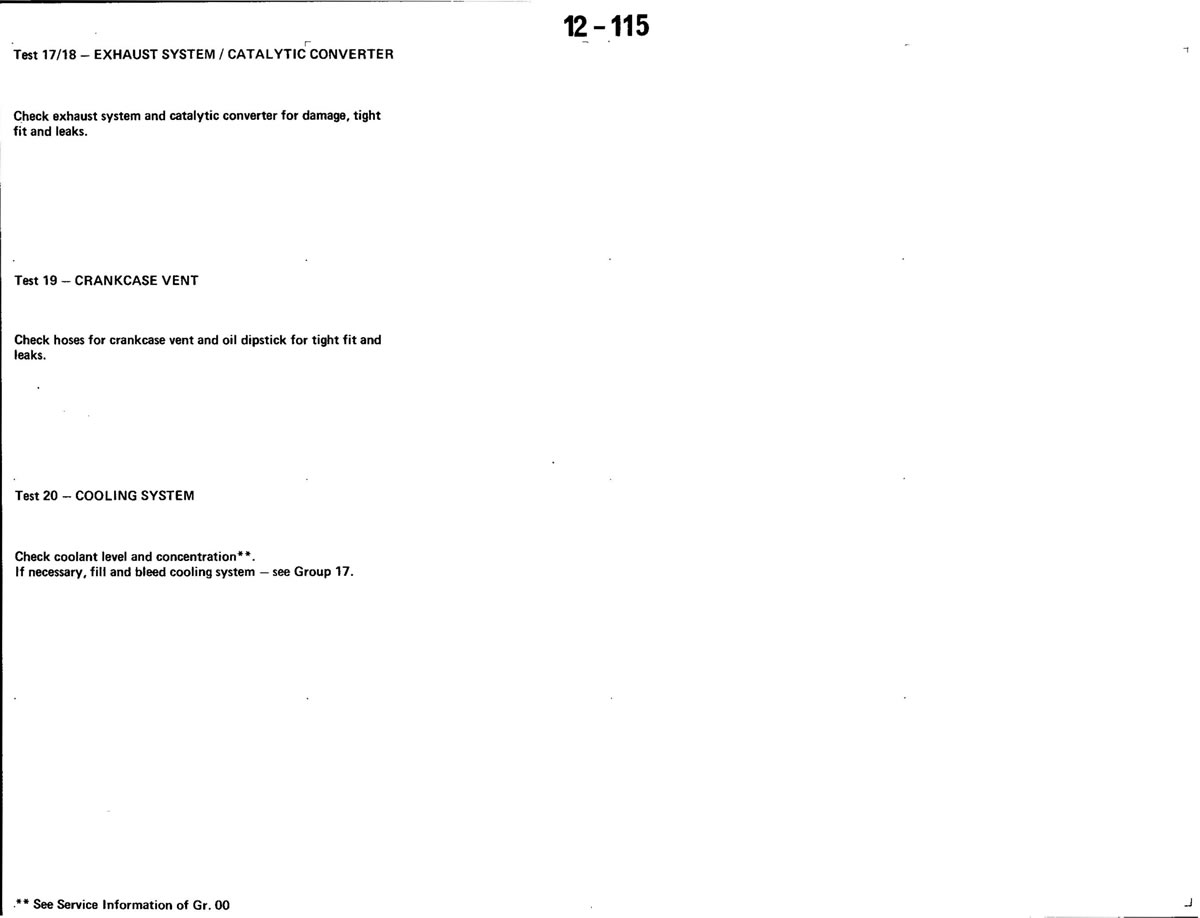 12-115
Test 17/18 — EXHAUST SYSTEM / CATALYTIC CONVERTER
Check exhaust system and catalytic converter for damage, tight
fit and leaks.
Test 19 — CRANKCASE VENT
Check hoses for crankcase vent and oil dipstick for tight fit and
leaks.
Test 20 — COOLING SYSTEM
Check coolant level and concentration**.
If necessary, fill and bleed cooling system — see Group 17.
** See Service Information of Gr. 00